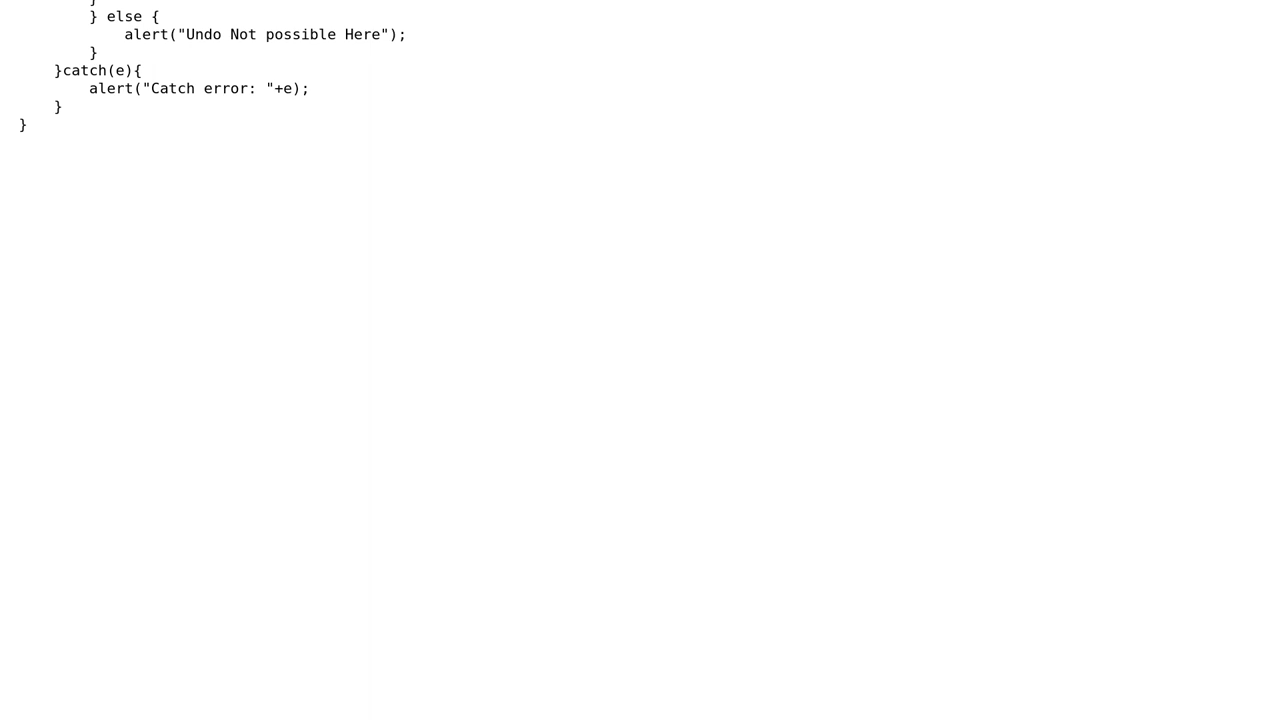 }
        } else {
            alert("Undo Not possible Here");
        }
    }catch(e){
        alert("Catch error: "+e);
    }
}